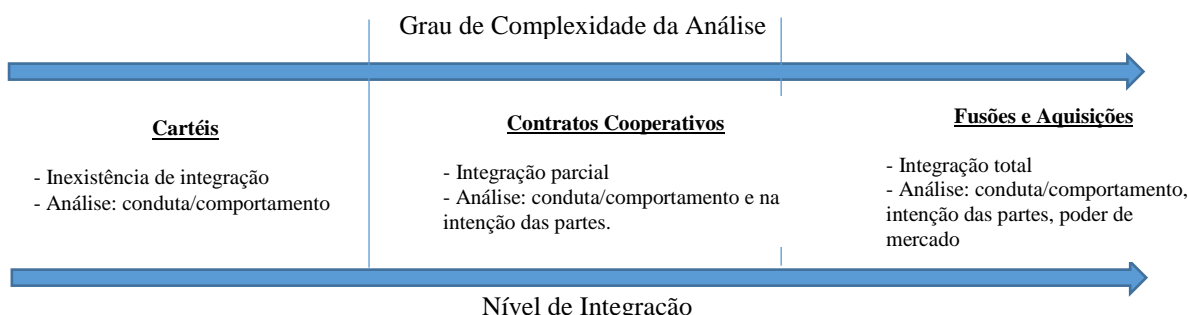 Grau de Complexidade da Análise
Cartéis
- Inexistência de integração
- Análise: conduta/comportamento
Contratos Cooperativos
- Integração parcial
- Análise: conduta/comportamento e na
intenção das partes.
Fusões e Aquisições
- Integração total
- Análise: conduta/comportamento,
intenção das partes, poder de
mercado
Nível de Integração